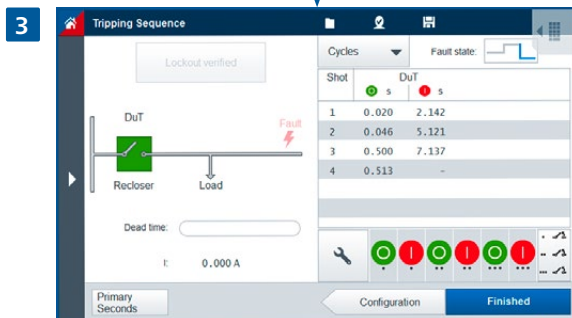 3
Tripping Sequence
Lockout verified
Cycles
Fault state:
Shot
DuT
s
s
DuT
Fault
1 0.020 2.142
2 0.046 5.121
3 0.500 7.137
4 0.513 -
Recloser
Load
Dead time:
I: 0.000 A
Primary
Seconds
Configuration
Finished